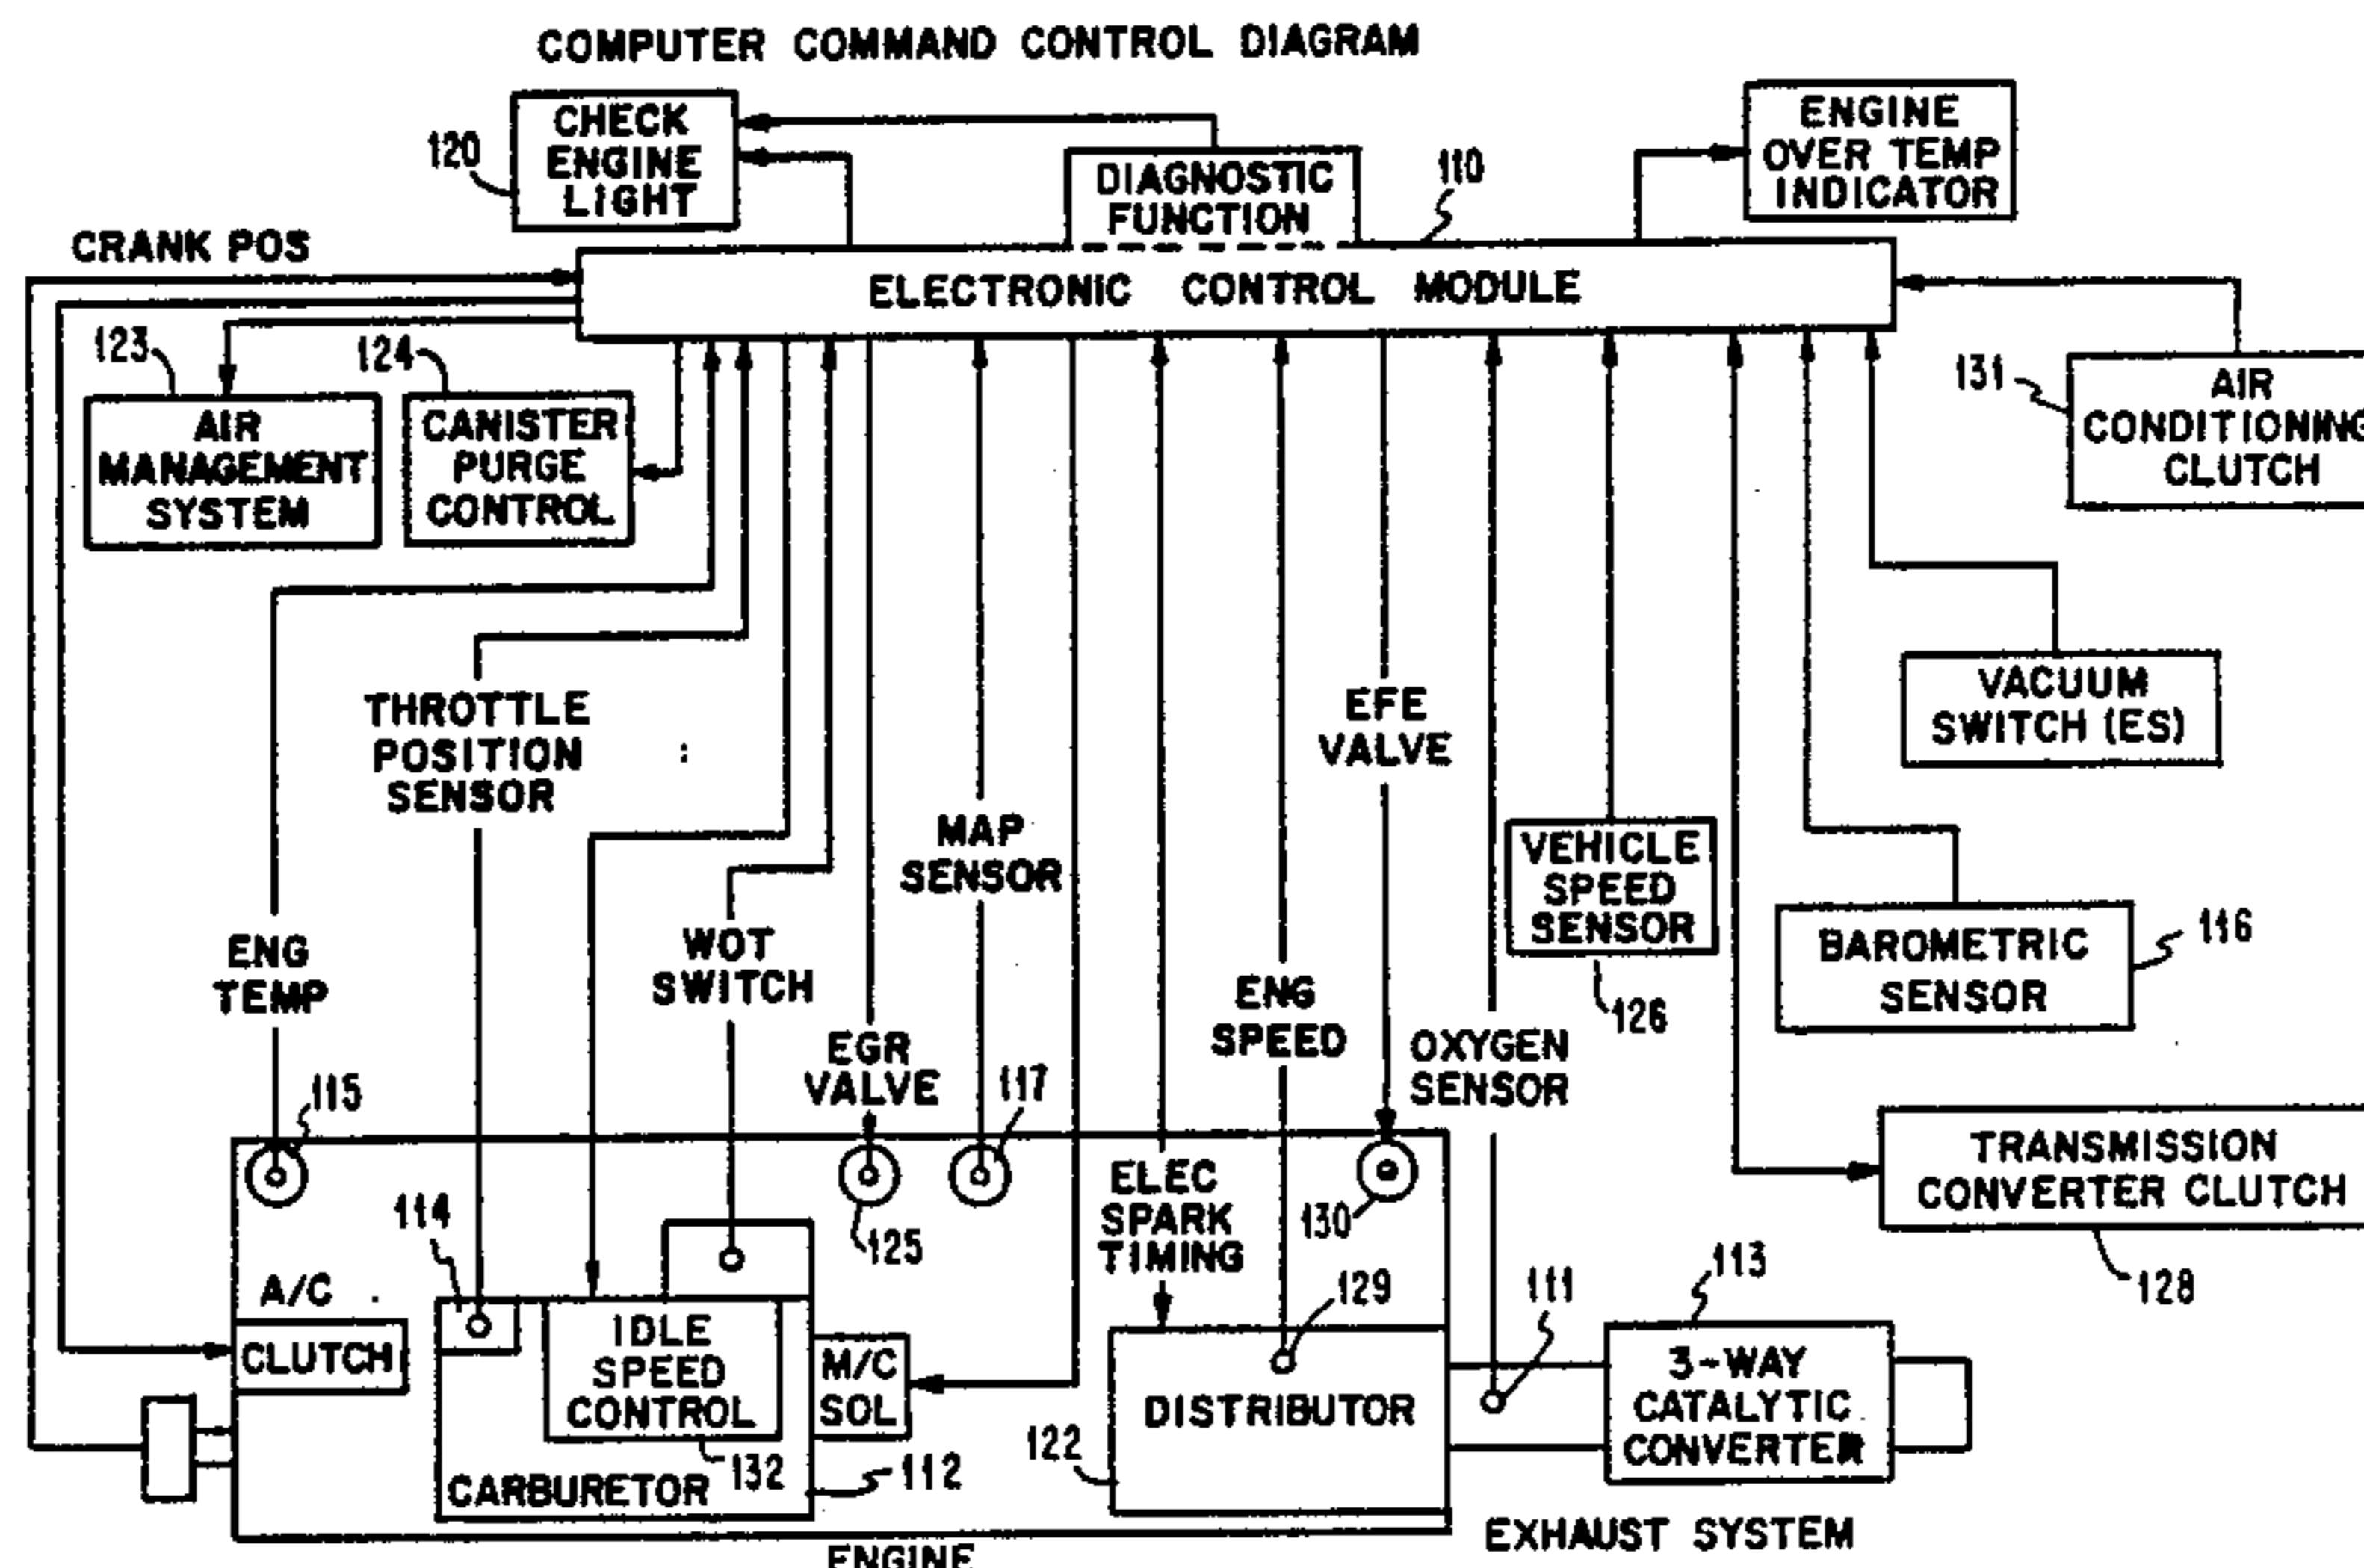 COMPUTER COMMAND CONTROL DIAGRAM
CHECK
ENGINE
LIGHT
120
DIAGNOSTIC
FUNCTION
110
ENGINE
OVER TEMP
INDICATOR
CRANK POS
ELECTRONIC CONTROL MODULE
123
AIR
MANAGEMENT
SYSTEM
124
CANISTER
PURGE
CONTROL
131
AIR
CONDITIONING
CLUTCH
THROTTLE
POSITION
SENSOR
EFE
VALVE
VACUUM
SWITCH (ES)
MAP
SENSOR
VEHICLE
SPEED
SENSOR
126
BAROMETRIC
SENSOR
116
ENG
TEMP
115
WOT
SWITCH
EGR
VALVE
125
117
ENG
SPEED
OXYGEN
SENSOR
ELEC
SPARK
TIMING
130
TRANSMISSION
CONVERTER CLUTCH
128
114
A/C
CLUTCH
IDLE
SPEED
CONTROL
132
M/C
SOL
CARBURETOR
112
129
DISTRIBUTOR
122
111
113
3-WAY
CATALYTIC
CONVERTER
EXHAUST SYSTEM
ENGINE